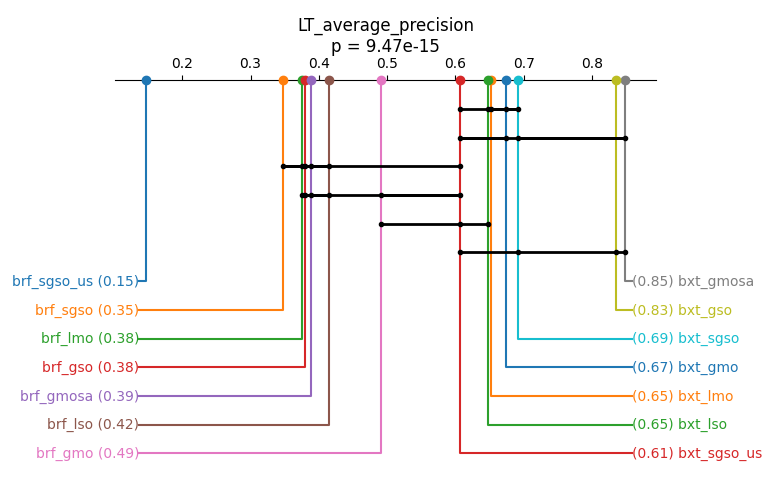 LT_average_precision
p = 9.47e-15
0.2 0.3 0.4 0.5 0.6 0.7 0.8
brf_sgso_us (0.15) (0.85) bxt_gmosa
brf_sgso (0.35) (0.83) bxt_gso
brf_lmo (0.38) (0.69) bxt_sgso
brf_gso (0.38) (0.67) bxt_gmo
brf_gmosa (0.39) (0.65) bxt_lmo
brf_lso (0.42) (0.65) bxt_lso
brf_gmo (0.49) (0.61) bxt_sgso_us